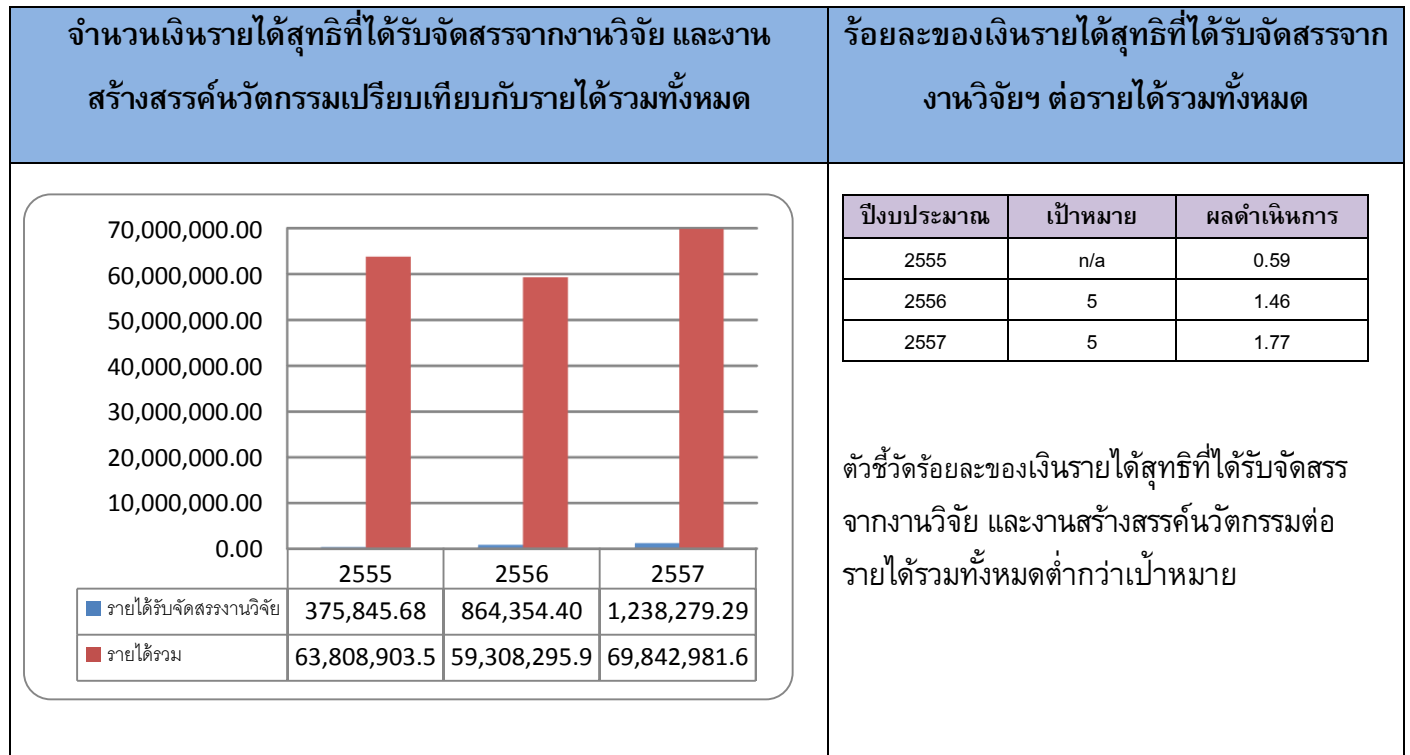 จำนวนเงินรายได้สุทธิที่ได้รับจัดสรรจากงานวิจัย และงาน
สร้างสรรค์นวัตกรรมเปรียบเทียบกับรายได้รวมทั้งหมด
ร้อยละของเงินรายได้สุทธิที่ได้รับจัดสรรจาก
งานวิจัยฯ ต่อรายได้รวมทั้งหมด
70,000,000.00
60,000,000.00
50,000,000.00
40,000,000.00
30,000,000.00
20,000,000.00
10,000,000.00
0.00
2555 2556 2557
รายได้รับจัดสรรงานวิจัย 375,845.68 864,354.40 1,238,279.29
รายได้รวม 63,808,903.5 59,308,295.9 69,842,981.6
ปีงบประมาณ เป้าหมาย ผลดำเนินการ
2555 n/a 0.59
2556 5 1.46
2557 5 1.77
ตัวชี้วัดร้อยละของเงินรายได้สุทธิที่ได้รับจัดสรร
จากงานวิจัย และงานสร้างสรรค์นวัตกรรมต่อ
รายได้รวมทั้งหมดต่ำกว่าเป้าหมาย